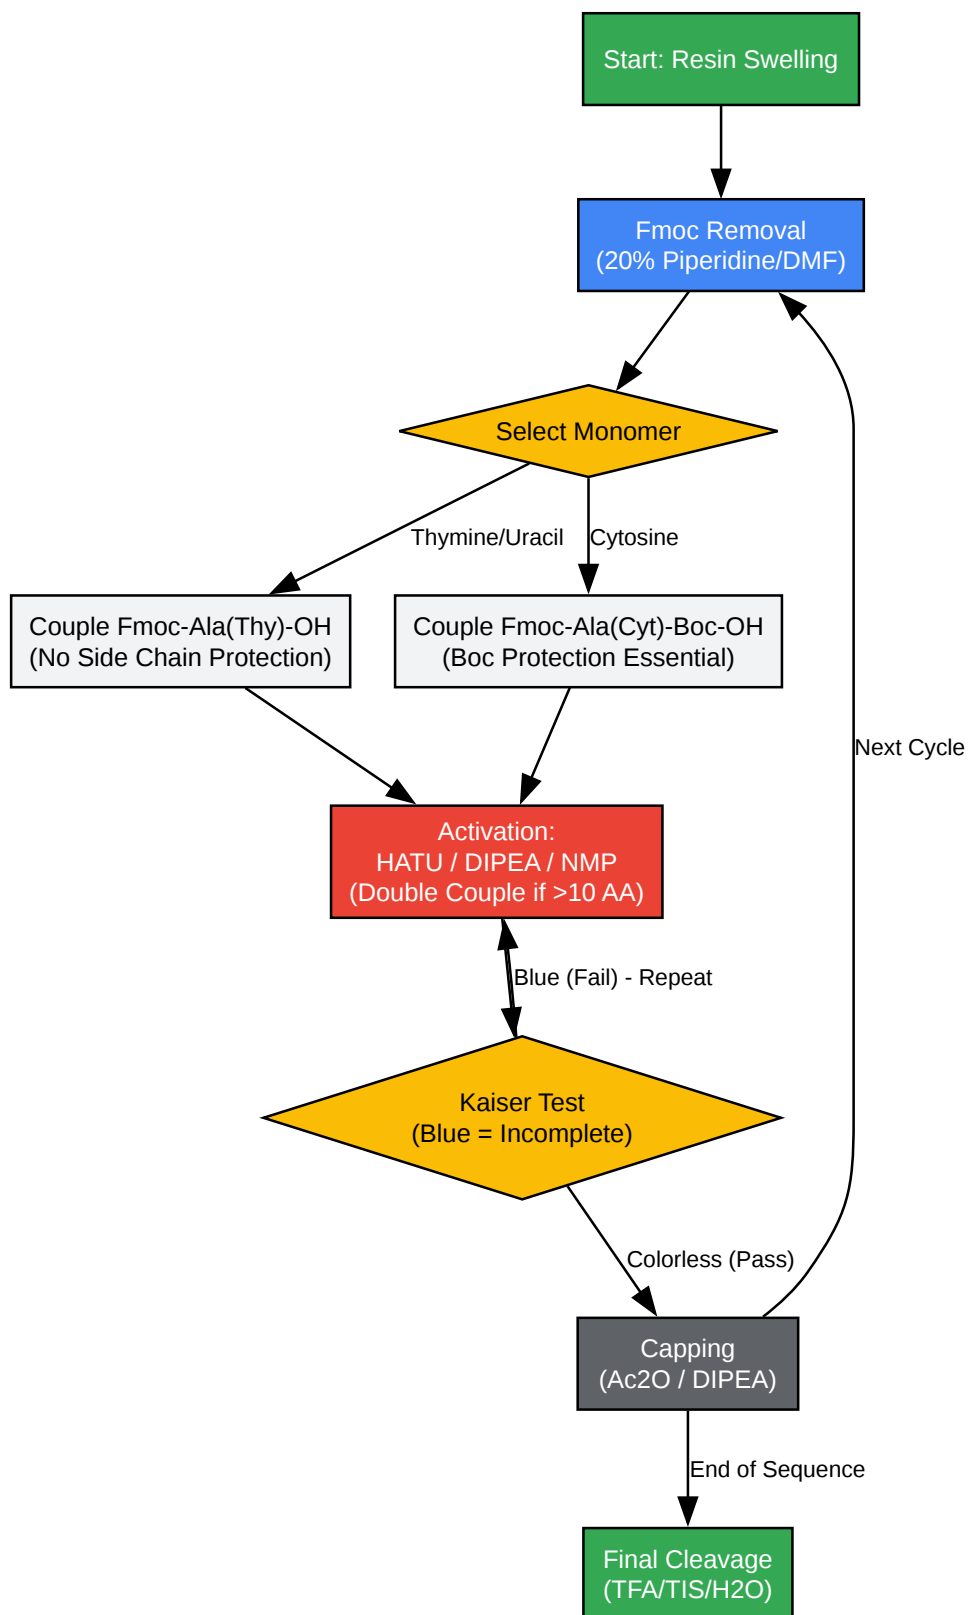 Start: Resin Swelling
Fmoc Removal
(20% Piperidine/DMF)
Select Monomer
Thymine/Uracil
Cytosine
Couple Fmoc-Ala(Thy)-OH
(No Side Chain Protection)
Couple Fmoc-Ala(Cyt)-Boc-OH
(Boc Protection Essential)
Next Cycle
Activation:
HATU / DIPEA / NMP
(Double Couple if >10 AA)
Blue (Fail) - Repeat
Kaiser Test
(Blue = Incomplete)
Colorless (Pass)
Capping
(Ac2O / DIPEA)
End of Sequence
Final Cleavage
(TFA/TIS/H2O)